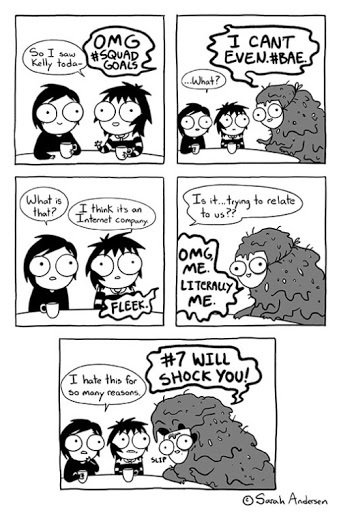 So I saw
Kelly toda-
OMG
#SQUAD
GOALS
...What?
I CAN'T
EVEN.#BAE.
What is
that?
I think its an
Internet company.
FLEEK.
Is it...trying to relate
to us??
OMG,
ME.
LITERALLY
ME.
I hate this for
so many reasons.
#7 WILL
SHOCK YOU!
SLIP
© Sarah Andersen